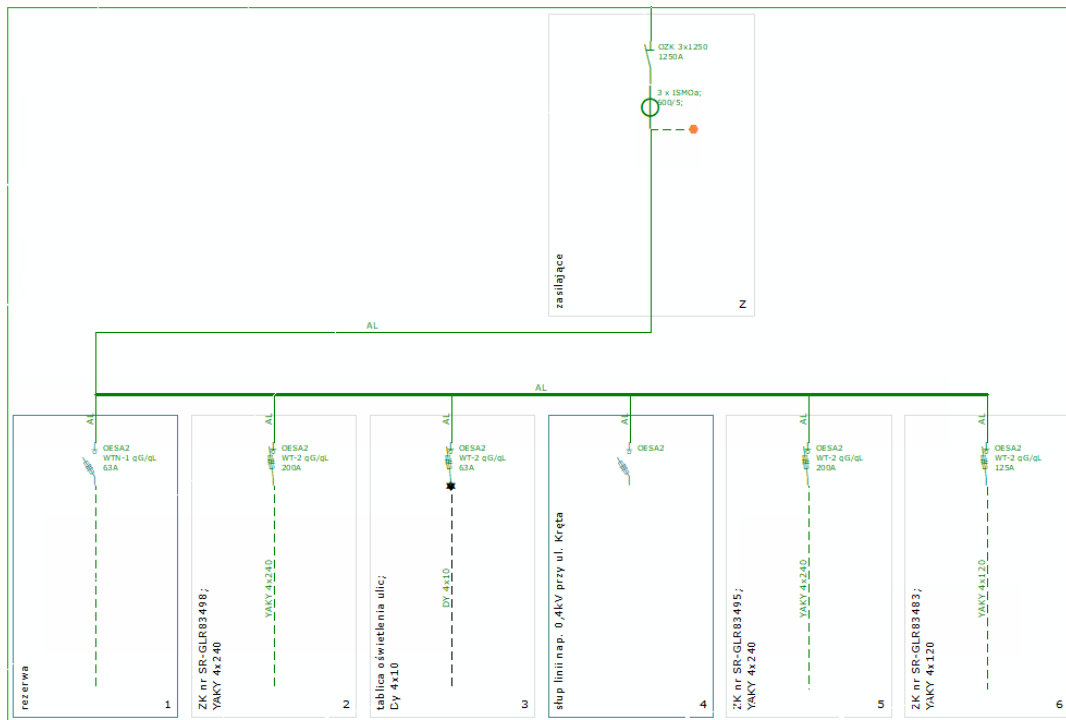 OZK 3x1250
1250A
3 x ISMOa;
600/5;
zasilające
Z
AL
AL
AL
OESA2
WTN-1 gG/gL
63A
rezerwa
1
AL
OESA2
WT-2 gG/gL
200A
YAKY 4x240
ZK nr SR-GLR83498;
YAKY 4x240
2
AL
OESA2
WT-2 gG/gL
63A
DY 4x10
tablica oświetlenia ulic;
Dy 4x10
3
AL
OESA2
słup linii nap. 0,4kV przy ul. Kręta
4
AL
OESA2
WT-2 gG/gL
200A
YAKY 4x240
ZK nr SR-GLR83495;
YAKY 4x240
5
AL
OESA2
WT-2 gG/gL
125A
YAKY 4x120
ZK nr SR-GLR83483;
YAKY 4x120
6